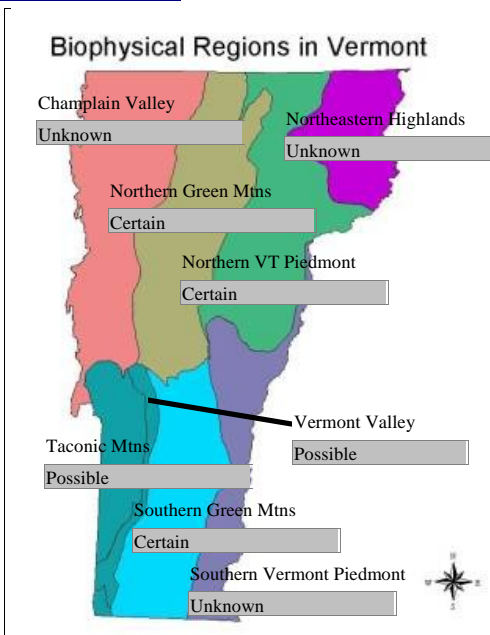 Biophysical Regions in Vermont
Champlain Valley
Unknown
Northeastern Highlands
Unknown
Northern Green Mtns
Certain
Northern VT Piedmont
Certain
Vermont Valley
Possible
Taconic Mtns
Possible
Southern Green Mtns
Certain
Southern Vermont Piedmont
Unknown
N
W E
S